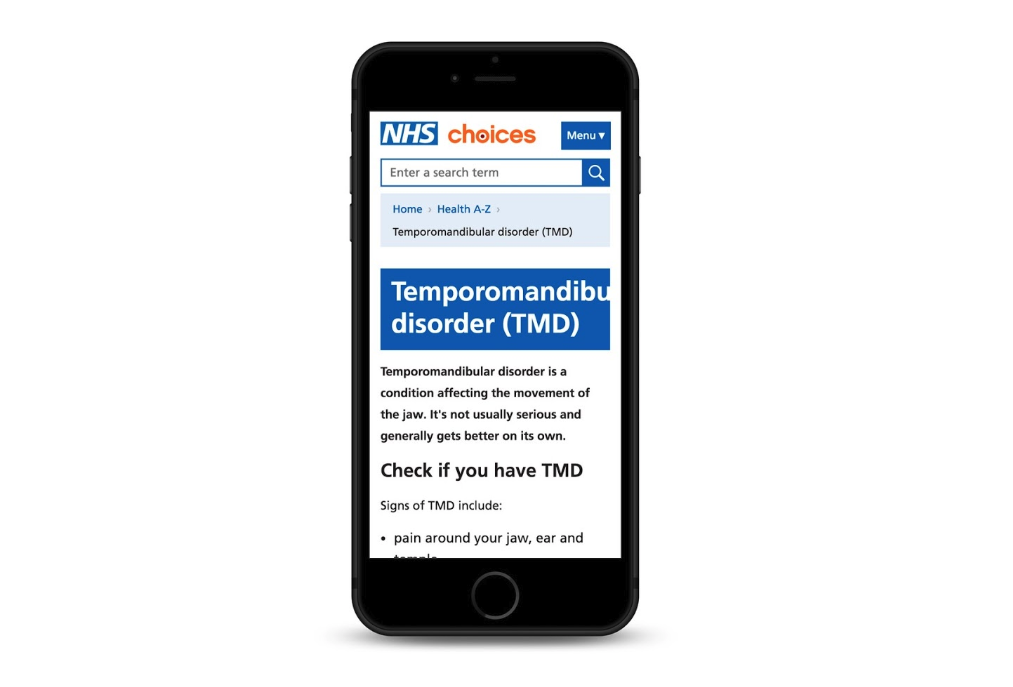 NHS choices
Menu ▾
Enter a search term
Home › Health A-Z ›
Temporomandibular disorder (TMD)
Temporomandibu
disorder (TMD)
Temporomandibular disorder is a
condition affecting the movement of
the jaw. It's not usually serious and
generally gets better on its own.
Check if you have TMD
Signs of TMD include:
• pain around your jaw, ear and